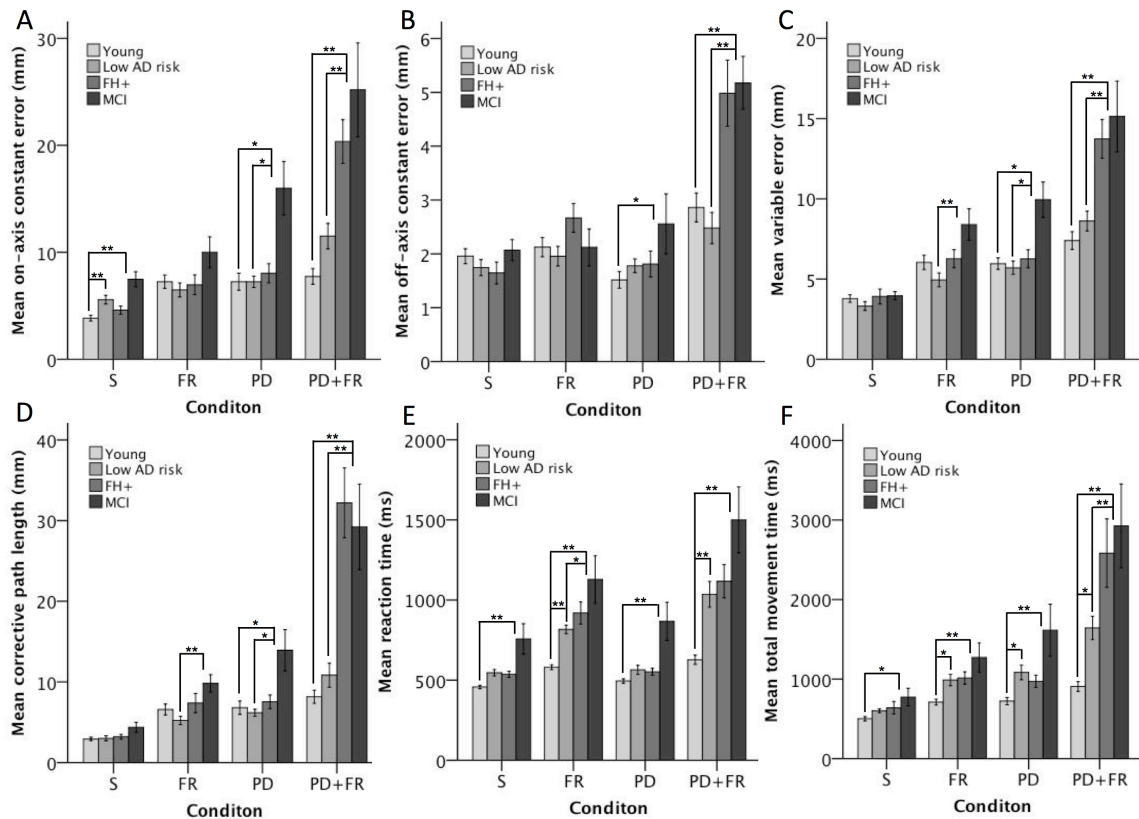 A
Mean on-axis constant error (mm)
30
20
10
0
Young
Low AD risk
FH+
MCI
**
**
*
*
**
**
S
FR
PD
PD+FR
Conditon
B
Mean off-axis constant error (mm)
6
5
4
3
2
1
0
Young
Low AD risk
FH+
MCI
*
**
**
S
FR
PD
PD+FR
Conditon
C
Mean variable error (mm)
20
15
10
5
0
Young
Low AD risk
FH+
MCI
**
*
*
**
**
S
FR
PD
PD+FR
Conditon
D
Mean corrective path length (mm)
40
30
20
10
0
Young
Low AD risk
FH+
MCI
**
*
*
**
**
S
FR
PD
PD+FR
Conditon
E
Mean reaction time (ms)
2000
1500
1000
500
0
Young
Low AD risk
FH+
MCI
**
**
**
*
**
**
**
S
FR
PD
PD+FR
Conditon
F
Mean total movement time (ms)
4000
3000
2000
1000
0
Young
Low AD risk
FH+
MCI
*
*
**
*
**
*
**
**
S
FR
PD
PD+FR
Conditon